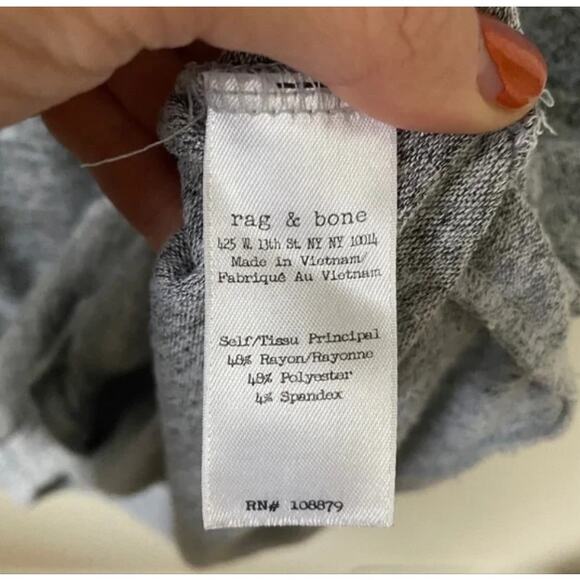 rag & bone
425 W. 13th St. NY NY 10014
Made in Vietnam/
Fabriqué Au Vietnam
Self/Tissu Principal
48% Rayon/Rayonne
48% Polyester
4% Spandex
RN# 108879